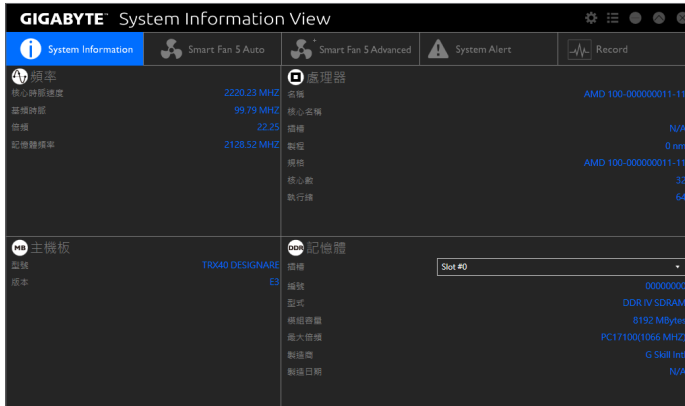 GIGABYTE™ System Information View
System Information
Smart Fan 5 Auto
Smart Fan 5 Advanced
System Alert
Record
頻率
核心時脈速度 2220.23 MHZ
基頻時脈 99.79 MHZ
倍頻 22.25
記憶體頻率 2128.52 MHZ
處理器
名稱 AMD 100-000000011-11
核心名稱
插槽 N/A
製程 0 nm
規格 AMD 100-000000011-11
核心數 32
執行緒 64
MB 主機板
型號 TRX40 DESIGNARE
版本 E3
DDR 記憶體
插槽 Slot #0
編號 00000000
型式 DDR IV SDRAM
模組容量 8192 MBytes
最大倍頻 PC17100(1066 MHZ)
製造商 G Skill Intl
製造日期 N/A